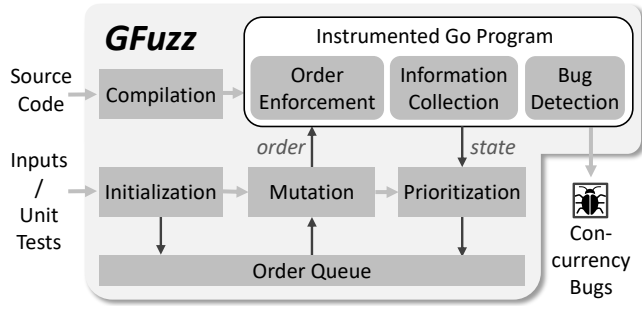 GFuzz
Instrumented Go Program
Source
Code
Compilation
Order
Enforcement
Information
Collection
Bug
Detection
order
state
Inputs
/
Unit
Tests
Initialization
Mutation
Prioritization
Order Queue
Con-
currency
Bugs